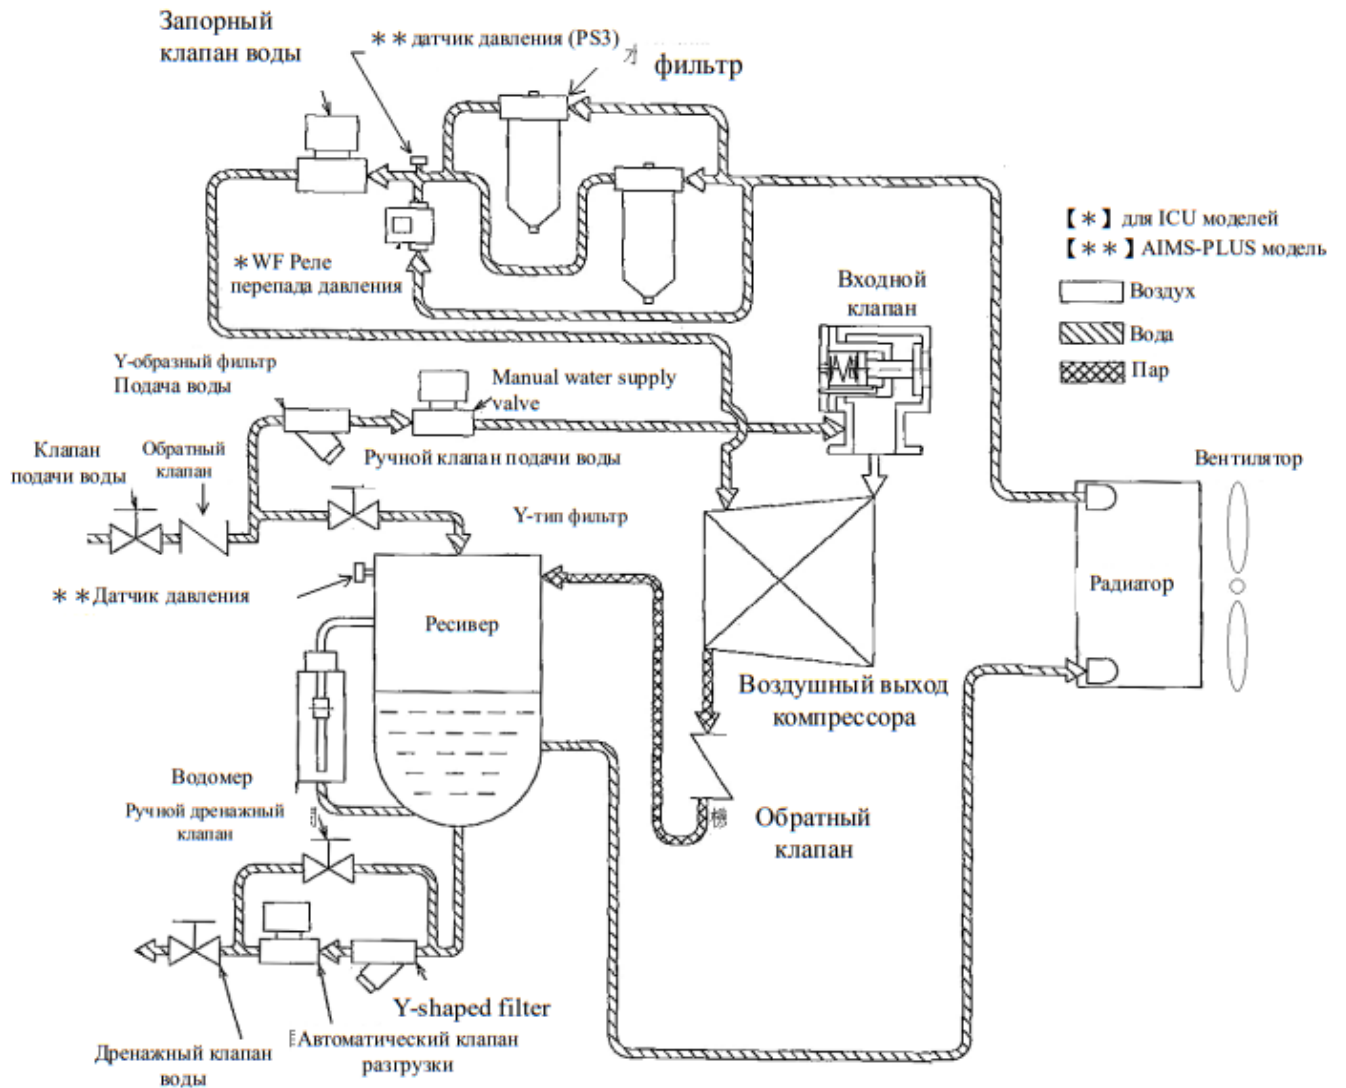 Запорный
клапан воды
＊＊датчик давления (PS3)
фильтр
【＊】для ICU моделей
【＊＊】AIMS-PLUS модель
Воздух
Вода
Пар
＊WF Реле
перепада давления
Входной
клапан
Y-образный фильтр
Подача воды
Manual water supply
valve
Клапан
подачи воды
Обратный
клапан
Ручной клапан подачи воды
Вентилятор
Y-тип фильтр
＊＊Датчик давления
Ресивер
Радиатор
Воздушный выход
компрессора
Водомер
Ручной дренажный
клапан
Обратный
клапан
Y-shaped filter
Дренажный клапан
воды
Автоматический клапан
разгрузки